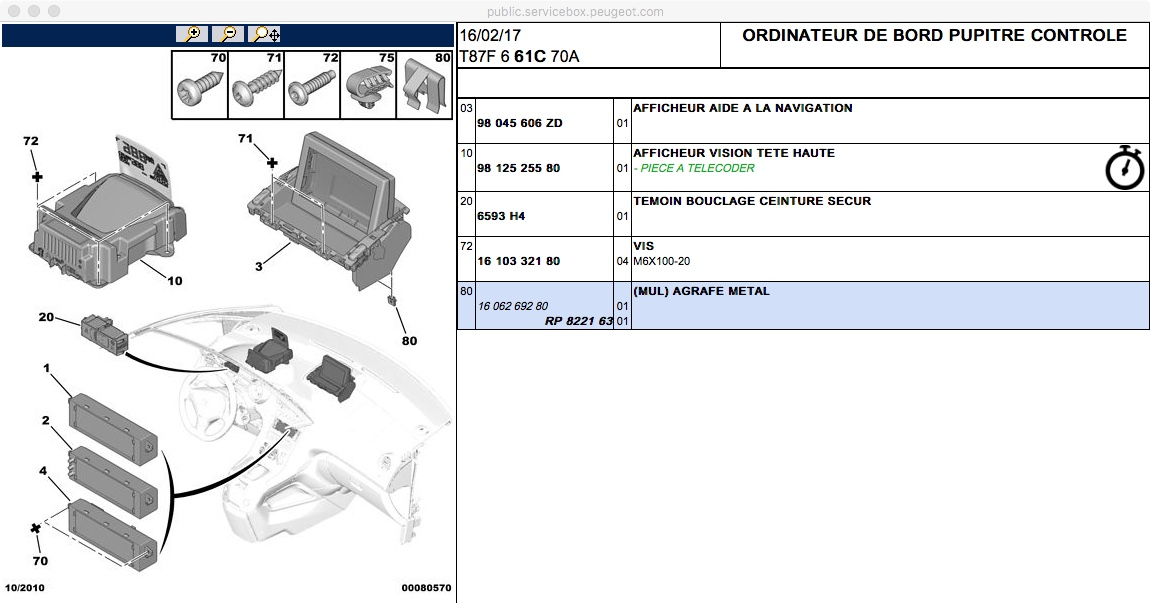 public.servicebox.peugeot.com
70
71
72
75
80
72
71
10
3
80
20
1
2
4
70
10/2010
00080570
16/02/17
T87F 6 61C 70A
ORDINATEUR DE BORD PUPITRE CONTROLE
03
AFFICHEUR AIDE A LA NAVIGATION
98 045 606 ZD
01
10
AFFICHEUR VISION TETE HAUTE
98 125 255 80
01
- PIECE A TELECODER
20
TEMOIN BOUCLAGE CEINTURE SECUR
6593 H4
01
72
VIS
16 103 321 80
04
M6X100-20
80
(MUL) AGRAFE METAL
16 062 692 80
01
RP 8221 63
01